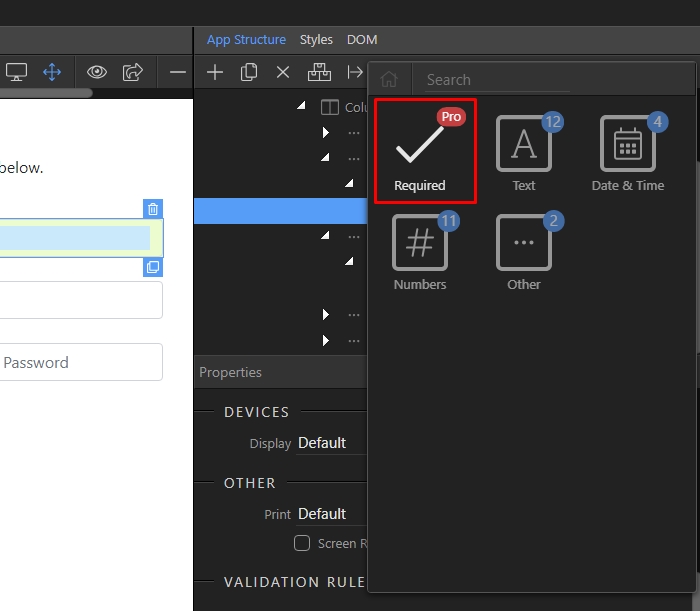 App Structure Styles DOM
Search
Colu
below.
Pro
12
4
Required
Text
Date & Time
11
2
Numbers
Other
Password
Properties
DEVICES
Display Default
OTHER
Print Default
Screen R
VALIDATION RULE